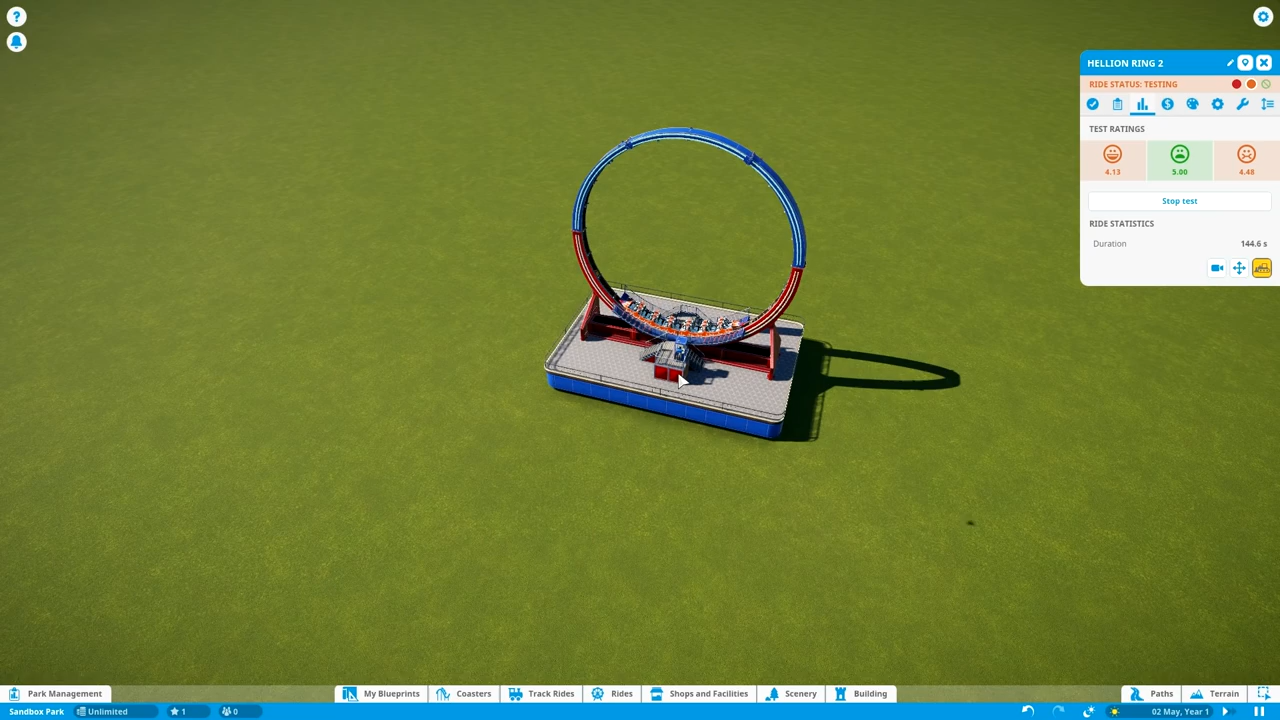 HELLION RING 2
RIDE STATUS: TESTING
TEST RATINGS
4.13 5.00 4.48
Stop test
RIDE STATISTICS
Duration 144.6 s
Park Management My Blueprints Coasters Track Rides Rides Shops and Facilities Scenery Building Paths Terrain
Sandbox Park Unlimited 1 0 02 May, Year 1